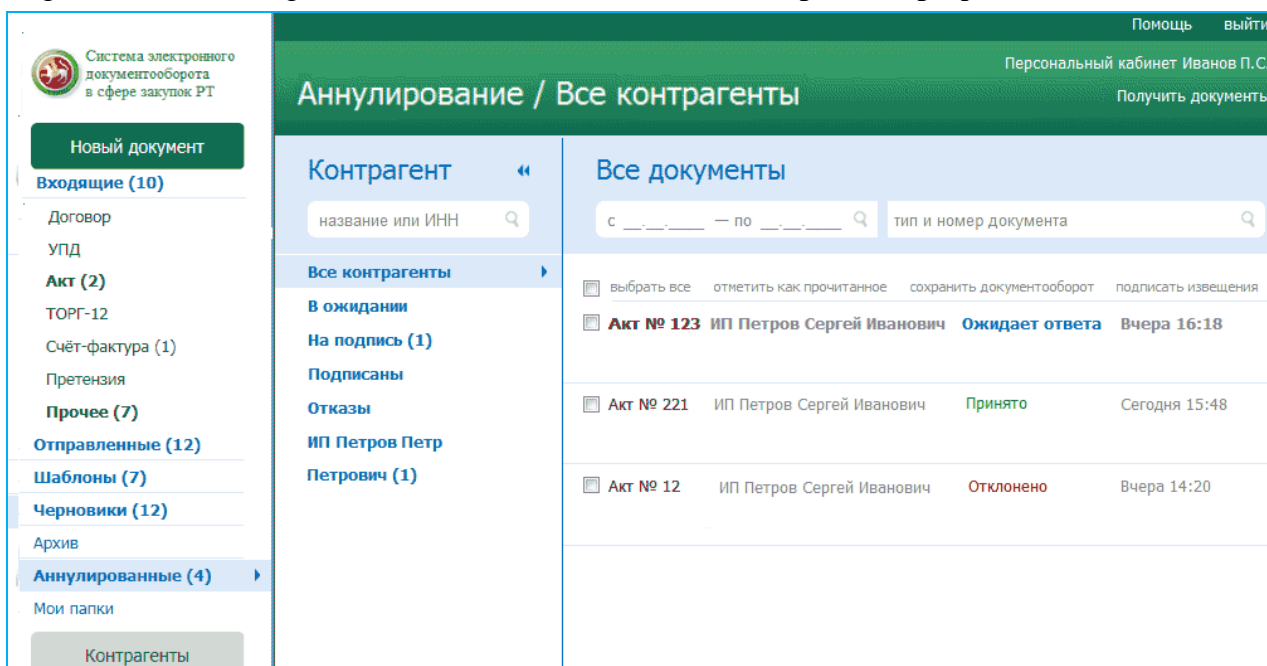 Помощь выйти
Система электронного
документооборота
в сфере закупок РТ
Персональный кабинет Иванов П.С.
Аннулирование / Все контрагенты
Получить документы
Новый документ
Входящие (10)
Договор
УПД
Акт (2)
ТОРГ-12
Счёт-фактура (1)
Претензия
Прочее (7)
Отправленные (12)
Шаблоны (7)
Черновики (12)
Архив
Аннулированные (4)
Мои папки
Контрагенты
Контрагент
название или ИНН
Все контрагенты
В ожидании
На подпись (1)
Подписаны
Отказы
ИП Петров Петр
Петрович (1)
Все документы
с __.__.____ — по __.__.____ тип и номер документа
выбрать все отметить как прочитанное сохранить документооборот подписать извещения
Акт № 123 ИП Петров Сергей Иванович Ожидает ответа Вчера 16:18
Акт № 221 ИП Петров Сергей Иванович Принято Сегодня 15:48
Акт № 12 ИП Петров Сергей Иванович Отклонено Вчера 14:20